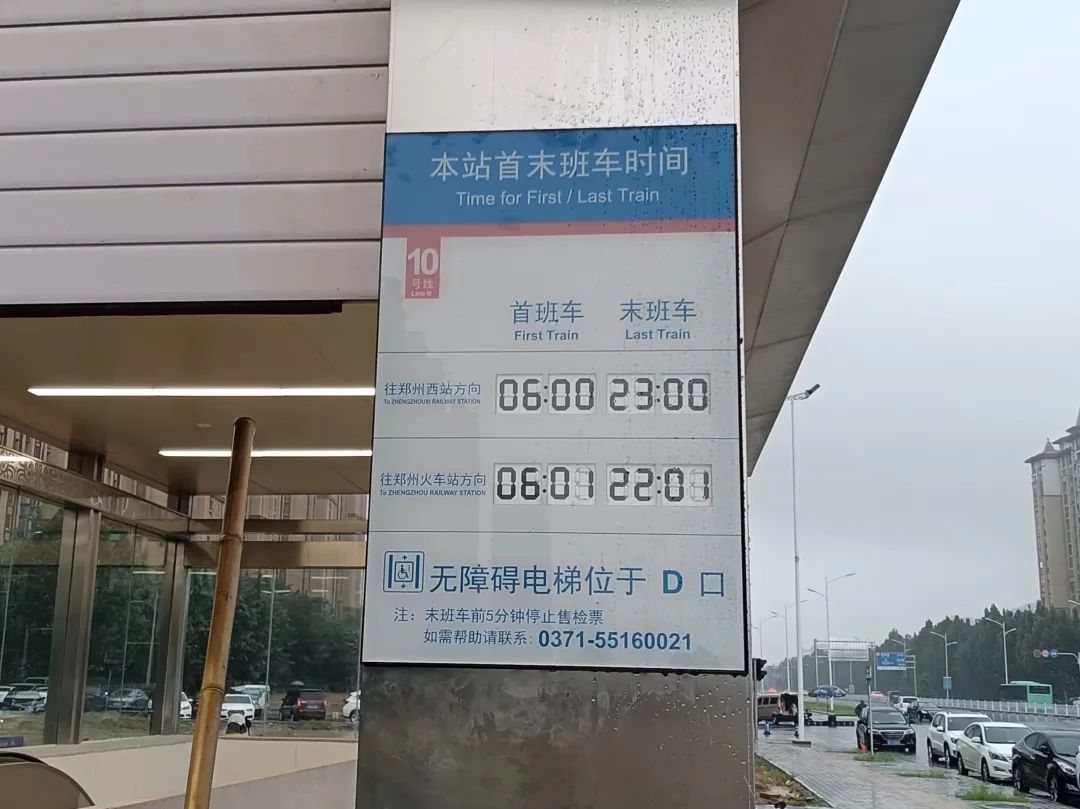 本站首末班车时间
Time for First / Last Train
10
号线
Line 10
首班车 末班车
First Train Last Train
往郑州西站方向 06:00 23:00
To ZHENGZHOUXI RAILWAY STATION
往郑州火车站方向 06:01 22:01
To ZHENGZHOU RAILWAY STATION
无障碍电梯位于 D 口
注：末班车前5分钟停止售检票
如需帮助请联系: 0371-55160021